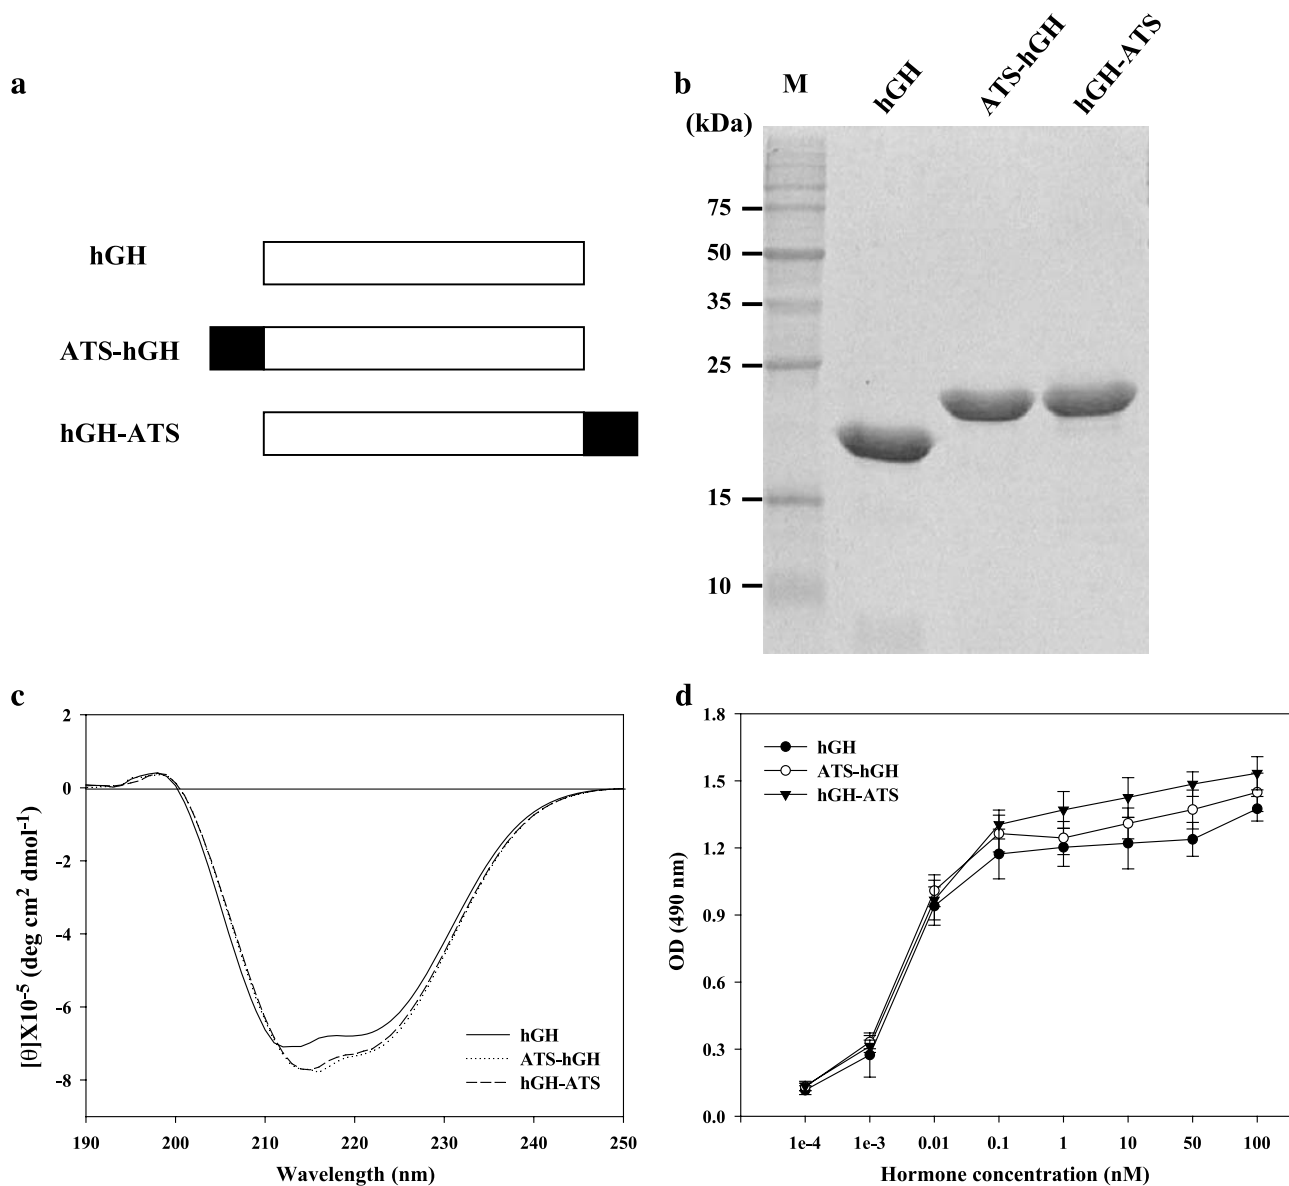 a
hGH
ATS-hGH
hGH-ATS
b
M
hGH
ATS-hGH
hGH-ATS
(kDa)
75
50
35
25
15
10
c
[θ]X10⁻⁵ (deg cm² dmol⁻¹)
2
0
-2
-4
-6
-8
hGH
ATS-hGH
hGH-ATS
190 200 210 220 230 240 250
Wavelength (nm)
d
OD (490 nm)
1.8
1.5
1.2
0.9
0.6
0.3
0.0
hGH
ATS-hGH
hGH-ATS
1e-4 1e-3 0.01 0.1 1 10 50 100
Hormone concentration (nM)